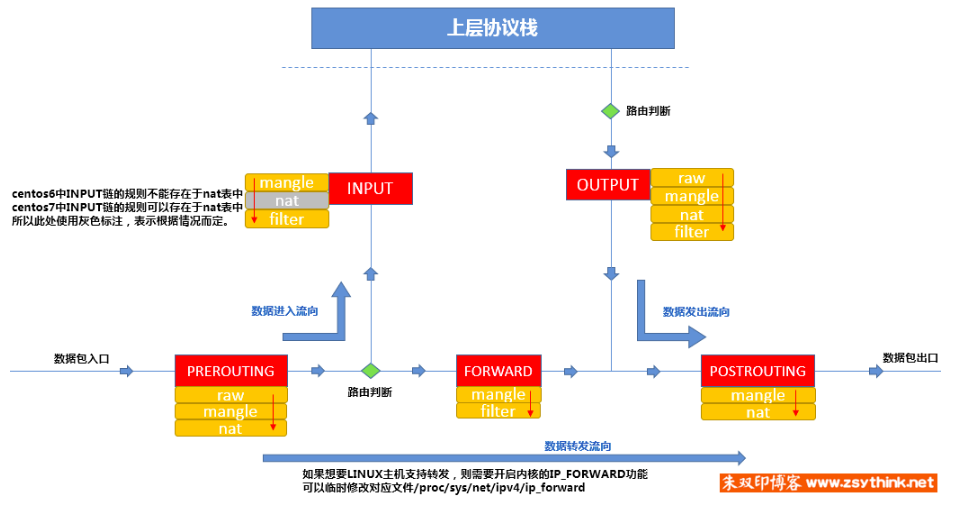 上层协议栈
路由判断
centos6中INPUT链的规则不能存在于nat表中
centos7中INPUT链的规则可以存在于nat表中
所以此处使用灰色标注，表示根据情况而定。
mangle
nat
filter
INPUT
OUTPUT
raw
mangle
nat
filter
数据进入流向
数据发出流向
数据包入口
PREROUTING
raw
mangle
nat
路由判断
FORWARD
mangle
filter
POSTROUTING
mangle
nat
数据包出口
数据转发流向
如果想要LINUX主机支持转发，则需要开启内核的IP_FORWARD功能
可以临时修改对应文件/proc/sys/net/ipv4/ip_forward
朱双印博客 www.zsythink.net